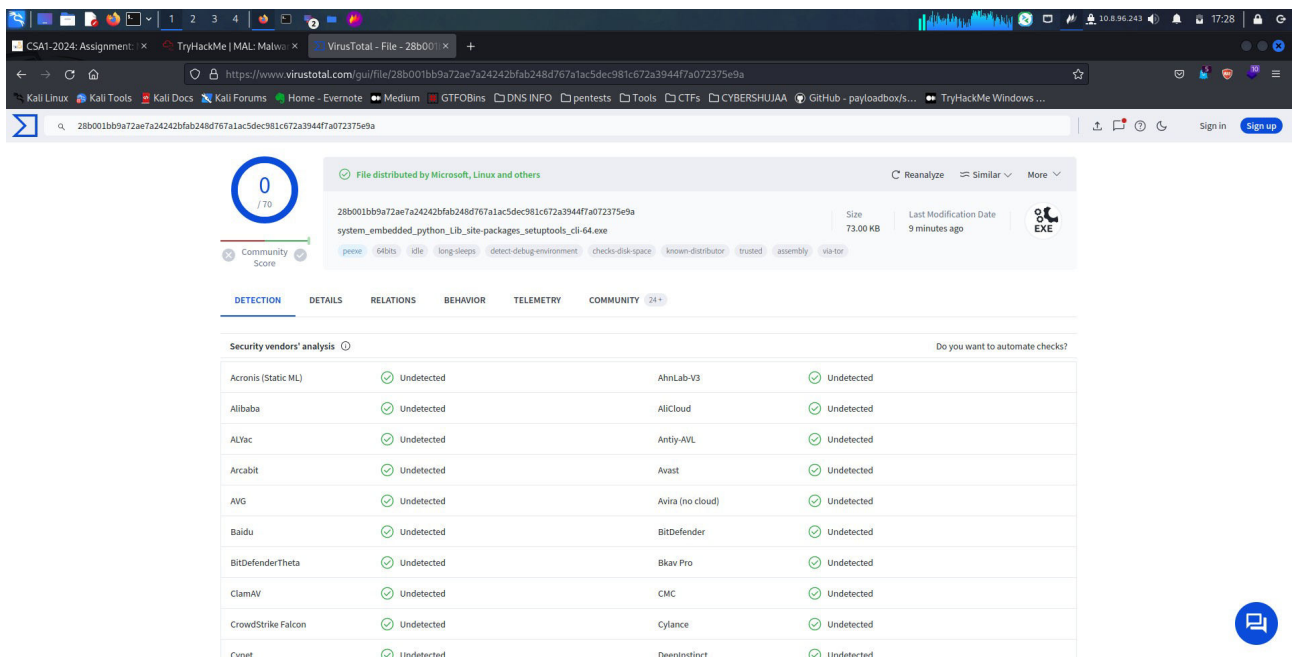 1 2 3 4 2 10.8.96.243 17:28
CSA1-2024: Assignment: × TryHackMe | MAL: Malwa × VirusTotal - File - 28b001 × +
https://www.virustotal.com/gui/file/28b001bb9a72ae7a24242bfab248d767a1ac5dec981c672a3944f7a072375e9a 5 10
Kali Linux Kali Tools Kali Docs Kali Forums Home - Evernote Medium GTFOBins DNS INFO pentests Tools CTFs CYBERSHUJAA GitHub - payloadbox/s... TryHackMe Windows ...
28b001bb9a72ae7a24242bfab248d767a1ac5dec981c672a3944f7a072375e9a Sign in Sign up
0
/ 70
Community
Score
File distributed by Microsoft, Linux and others Reanalyze Similar More
28b001bb9a72ae7a24242bfab248d767a1ac5dec981c672a3944f7a072375e9a
system_embedded_python_Lib_site-packages_setuptools_cli-64.exe
Size
73.00 KB
Last Modification Date
9 minutes ago
EXE
peexe 64bits idle long-sleeps detect-debug-environment checks-disk-space known-distributor trusted assembly via-tor
DETECTION DETAILS RELATIONS BEHAVIOR TELEMETRY COMMUNITY 24+
Security vendors' analysis Do you want to automate checks?
Acronis (Static ML) Undetected AhnLab-V3 Undetected
Alibaba Undetected AliCloud Undetected
ALYac Undetected Antiy-AVL Undetected
Arcabit Undetected Avast Undetected
AVG Undetected Avira (no cloud) Undetected
Baidu Undetected BitDefender Undetected
BitDefenderTheta Undetected Bkav Pro Undetected
ClamAV Undetected CMC Undetected
CrowdStrike Falcon Undetected Cylance Undetected
Cynet Undetected DeepInstinct Undetected